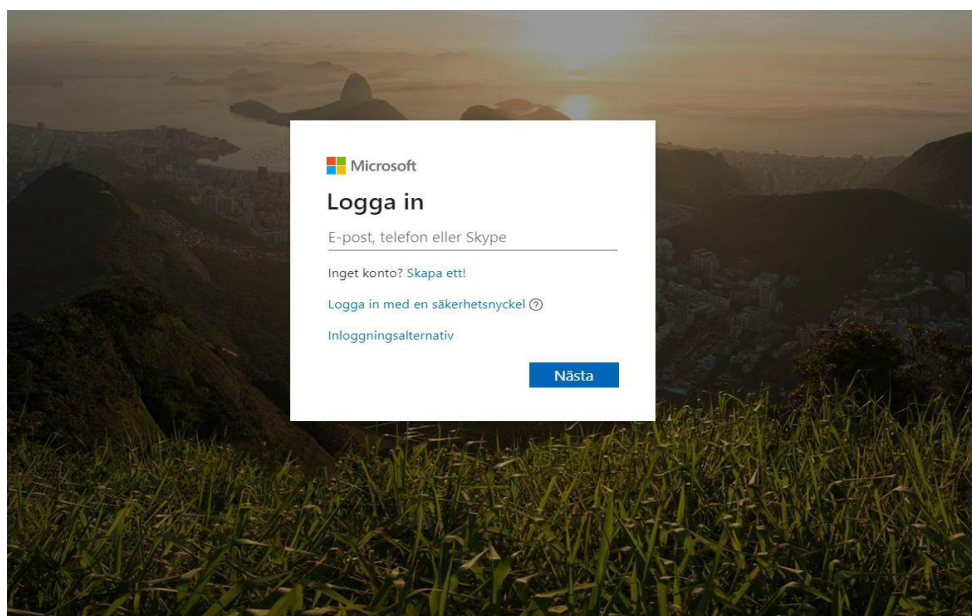 Microsoft
Logga in
E-post, telefon eller Skype
Inget konto? Skapa ett!
Logga in med en säkerhetsnyckel
Inloggningsalternativ
Nästa